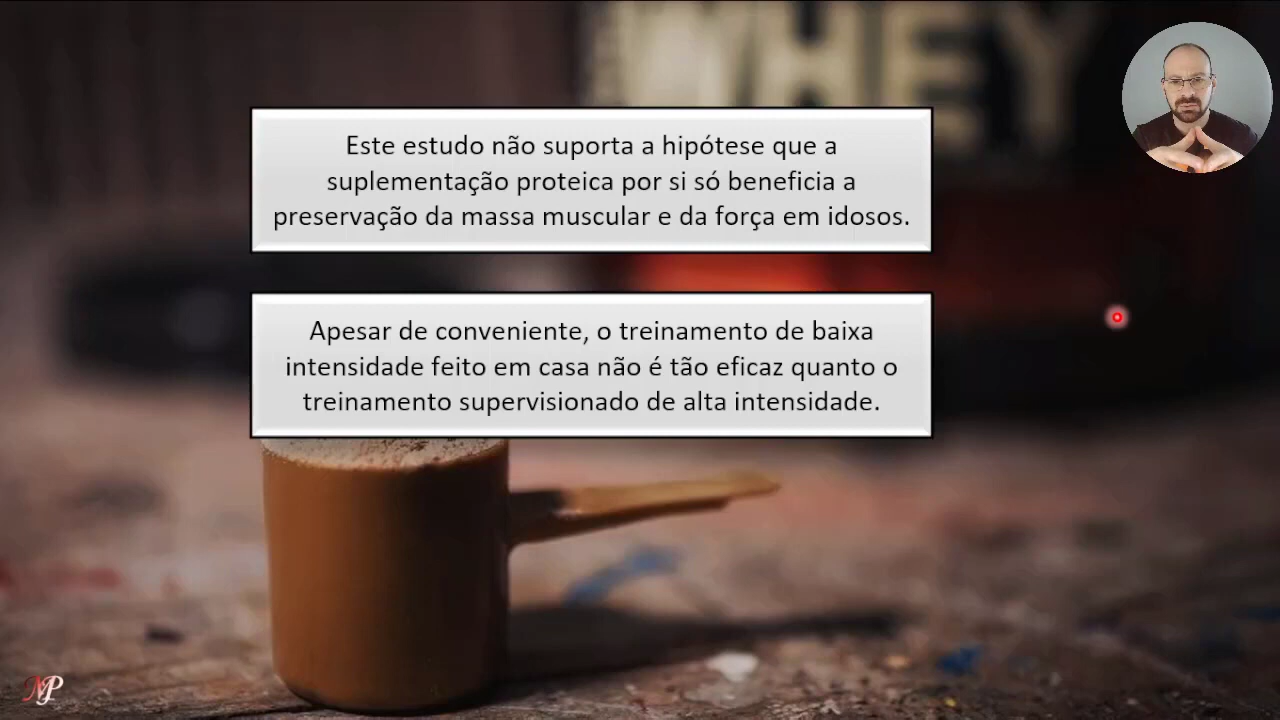 WHEY
Este estudo não suporta a hipótese que a
suplementação proteica por si só beneficia a
preservação da massa muscular e da força em idosos.
Apesar de conveniente, o treinamento de baixa
intensidade feito em casa não é tão eficaz quanto o
treinamento supervisionado de alta intensidade.
MP